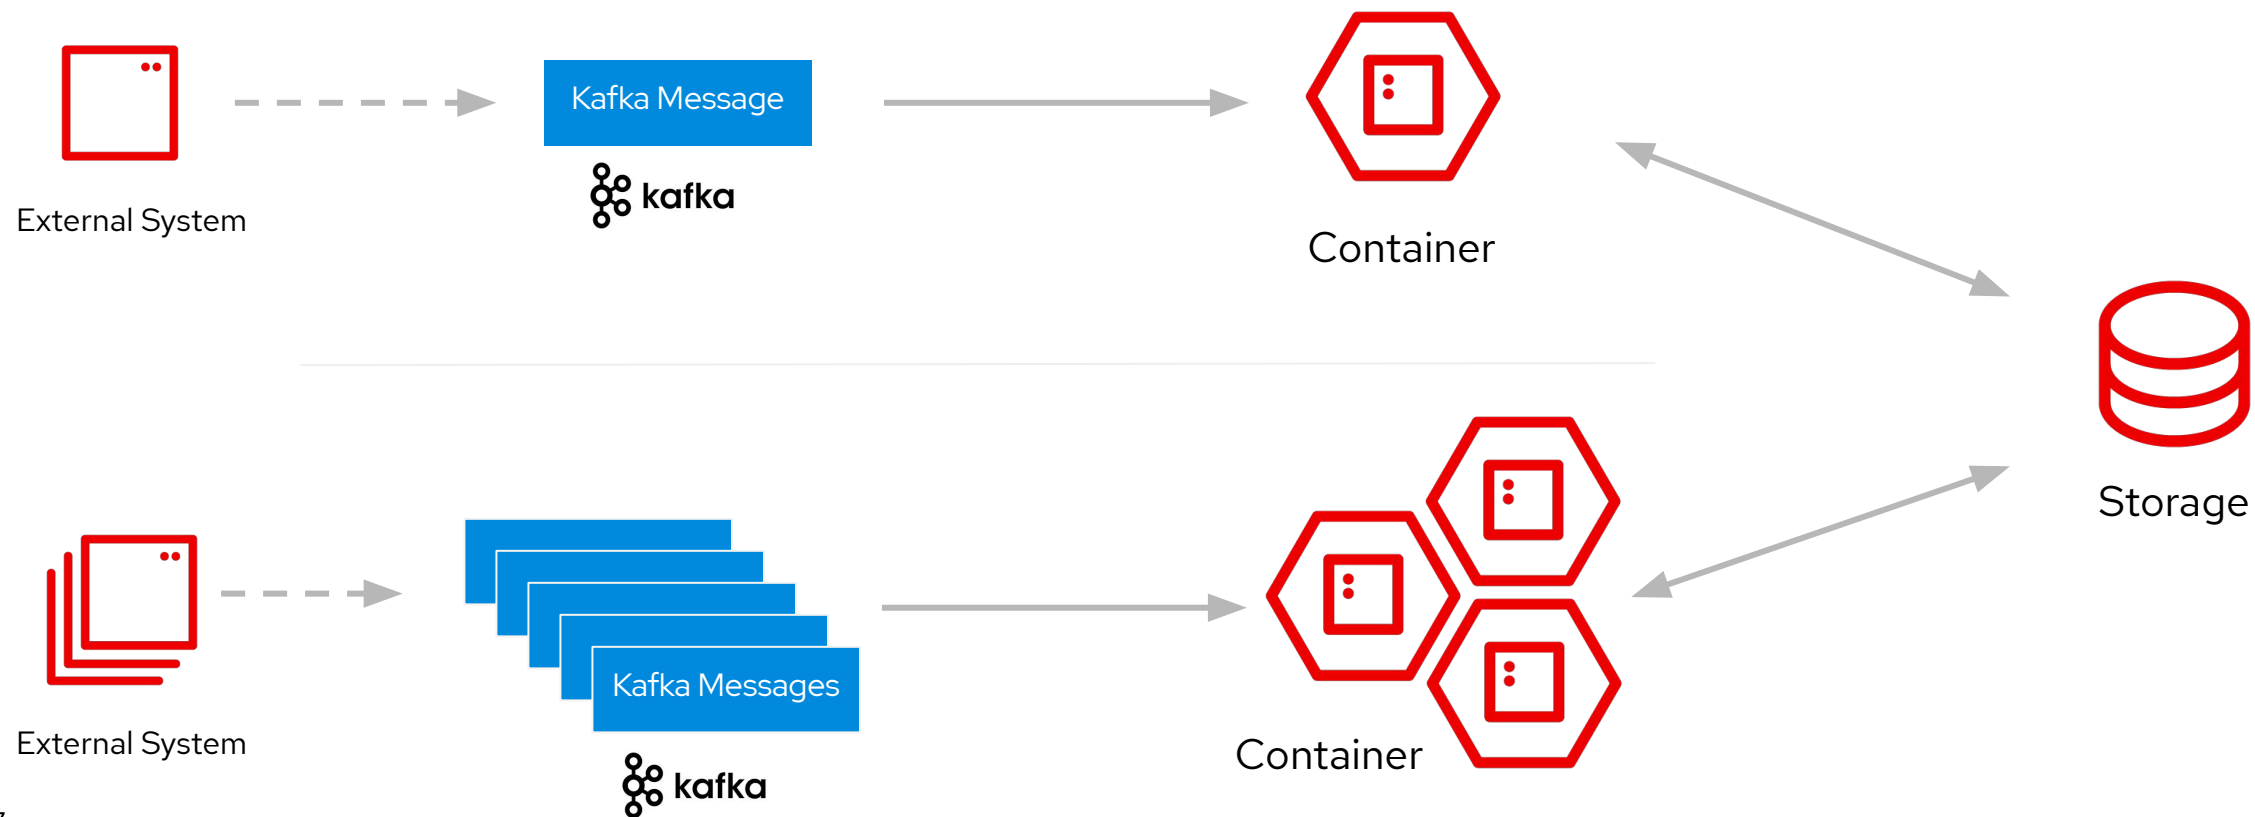 Kafka Message
kafka
External System
Container
Storage
Kafka Messages
External System
Container
kafka